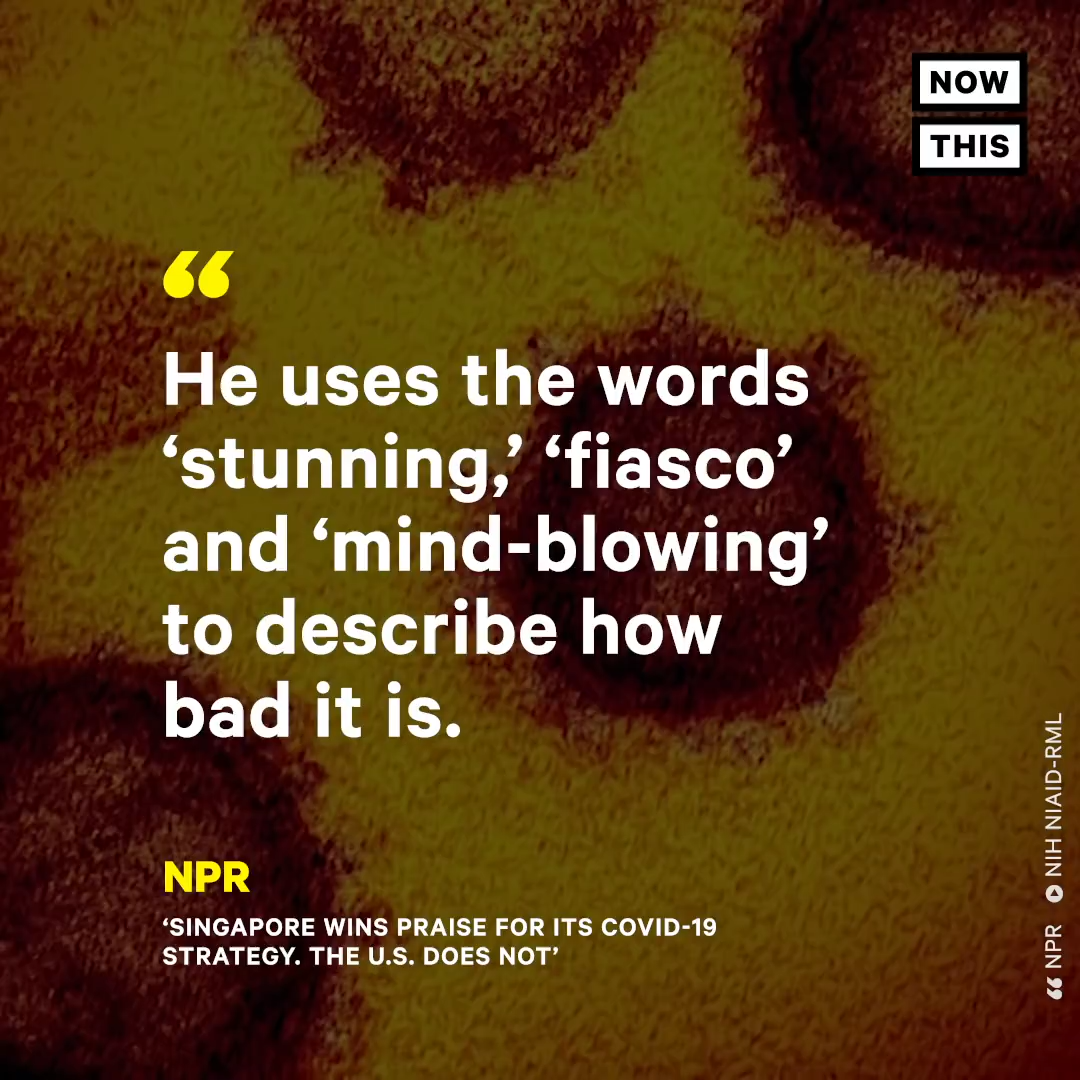 NOW
THIS
“
He uses the words
‘stunning,’ ‘fiasco’
and ‘mind-blowing’
to describe how
bad it is.
NPR
‘SINGAPORE WINS PRAISE FOR ITS COVID-19
STRATEGY. THE U.S. DOES NOT’
“ NPR NIH NIAID-RML